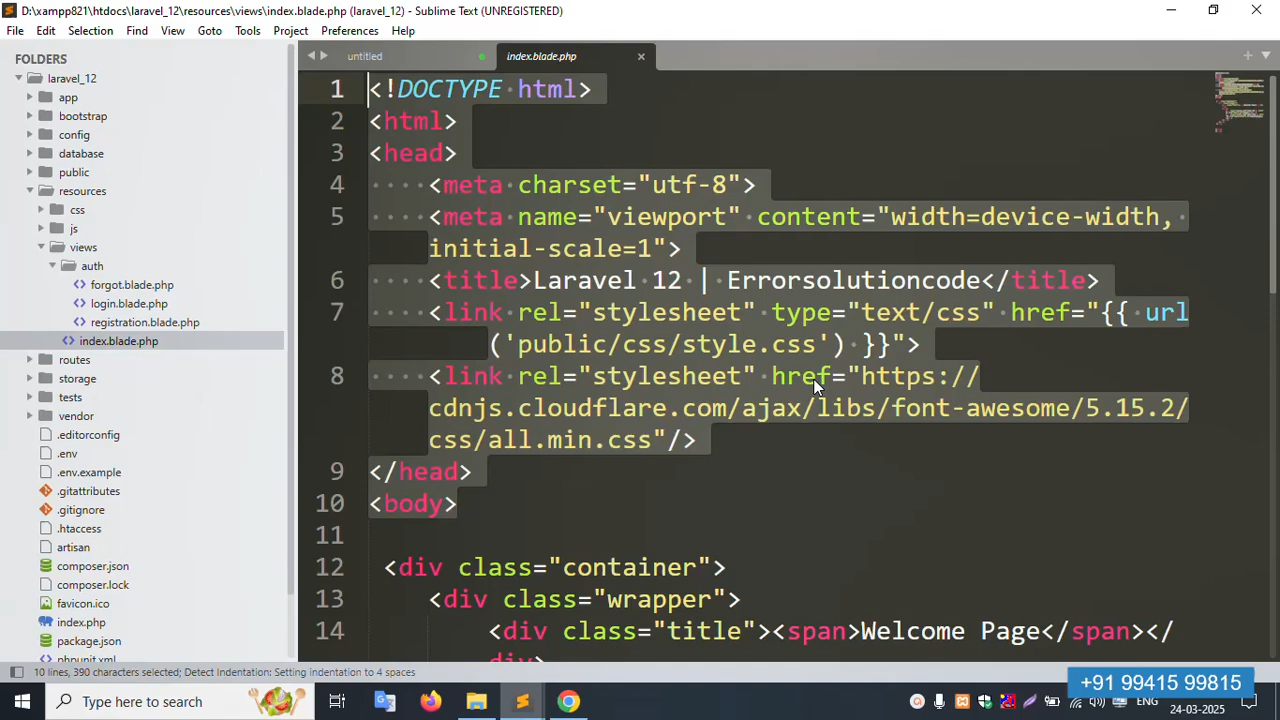 D:\xampp821\htdocs\laravel_12\resources\views\index.blade.php (laravel_12) - Sublime Text (UNREGISTERED)
File Edit Selection Find View Goto Tools Project Preferences Help
FOLDERS
laravel_12
app
bootstrap
config
database
public
resources
css
js
views
auth
forgot.blade.php
login.blade.php
registration.blade.php
index.blade.php
routes
storage
tests
vendor
.editorconfig
.env
.env.example
.gitattributes
.gitignore
.htaccess
artisan
composer.json
composer.lock
favicon.ico
index.php
package.json
phpunit.xml
untitled index.blade.php
1 <!DOCTYPE html>
2 <html>
3 <head>
4 <meta charset="utf-8">
5 <meta name="viewport" content="width=device-width,
initial-scale=1">
6 <title>Laravel 12 | Errorsolutioncode</title>
7 <link rel="stylesheet" type="text/css" href="{{ url
('public/css/style.css') }}">
8 <link rel="stylesheet" href="https://
cdnjs.cloudflare.com/ajax/libs/font-awesome/5.15.2/
css/all.min.css"/>
9 </head>
10 <body>
11
12 <div class="container">
13 <div class="wrapper">
14 <div class="title"><span>Welcome Page</span></
div>
10 lines, 390 characters selected; Detect Indentation: Setting indentation to 4 spaces
+91 99415 99815
Type here to search
ENG
24-03-2025